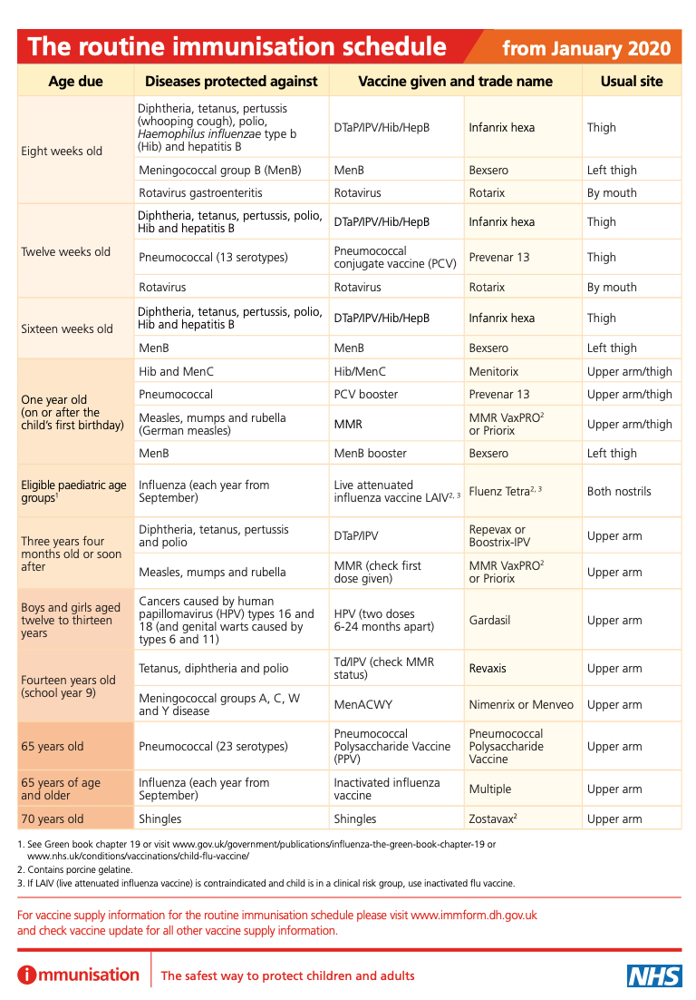 The routine immunisation schedule from January 2020
Age due Diseases protected against Vaccine given and trade name Usual site
Eight weeks old
Diphtheria, tetanus, pertussis
(whooping cough), polio,
Haemophilus influenzae type b
(Hib) and hepatitis B
DTaP/IPV/Hib/HepB
Infanrix hexa
Thigh
Meningococcal group B (MenB)
MenB
Bexsero
Left thigh
Rotavirus gastroenteritis
Rotavirus
Rotarix
By mouth
Twelve weeks old
Diphtheria, tetanus, pertussis, polio,
Hib and hepatitis B
DTaP/IPV/Hib/HepB
Infanrix hexa
Thigh
Pneumococcal (13 serotypes)
Pneumococcal
conjugate vaccine (PCV)
Prevenar 13
Thigh
Rotavirus
Rotavirus
Rotarix
By mouth
Sixteen weeks old
Diphtheria, tetanus, pertussis, polio,
Hib and hepatitis B
DTaP/IPV/Hib/HepB
Infanrix hexa
Thigh
MenB
MenB
Bexsero
Left thigh
One year old
(on or after the
child's first birthday)
Hib and MenC
Hib/MenC
Menitorix
Upper arm/thigh
Pneumococcal
PCV booster
Prevenar 13
Upper arm/thigh
Measles, mumps and rubella
(German measles)
MMR
MMR VaxPRO2
or Priorix
Upper arm/thigh
MenB
MenB booster
Bexsero
Left thigh
Eligible paediatric age
groups1
Influenza (each year from
September)
Live attenuated
influenza vaccine LAIV2, 3
Fluenz Tetra2, 3
Both nostrils
Three years four
months old or soon
after
Diphtheria, tetanus, pertussis
and polio
DTaP/IPV
Repevax or
Boostrix-IPV
Upper arm
Measles, mumps and rubella
MMR (check first
dose given)
MMR VaxPRO2
or Priorix
Upper arm
Boys and girls aged
twelve to thirteen
years
Cancers caused by human
papillomavirus (HPV) types 16 and
18 (and genital warts caused by
types 6 and 11)
HPV (two doses
6-24 months apart)
Gardasil
Upper arm
Fourteen years old
(school year 9)
Tetanus, diphtheria and polio
Td/IPV (check MMR
status)
Revaxis
Upper arm
Meningococcal groups A, C, W
and Y disease
MenACWY
Nimenrix or Menveo
Upper arm
65 years old
Pneumococcal (23 serotypes)
Pneumococcal
Polysaccharide Vaccine
(PPV)
Pneumococcal
Polysaccharide
Vaccine
Upper arm
65 years of age
and older
Influenza (each year from
September)
Inactivated influenza
vaccine
Multiple
Upper arm
70 years old
Shingles
Shingles
Zostavax2
Upper arm
1. See Green book chapter 19 or visit www.gov.uk/government/publications/influenza-the-green-book-chapter-19 or
www.nhs.uk/conditions/vaccinations/child-flu-vaccine/
2. Contains porcine gelatine.
3. If LAIV (live attenuated influenza vaccine) is contraindicated and child is in a clinical risk group, use inactivated flu vaccine.
For vaccine supply information for the routine immunisation schedule please visit www.immform.dh.gov.uk
and check vaccine update for all other vaccine supply information.
immunisation The safest way to protect children and adults
NHS